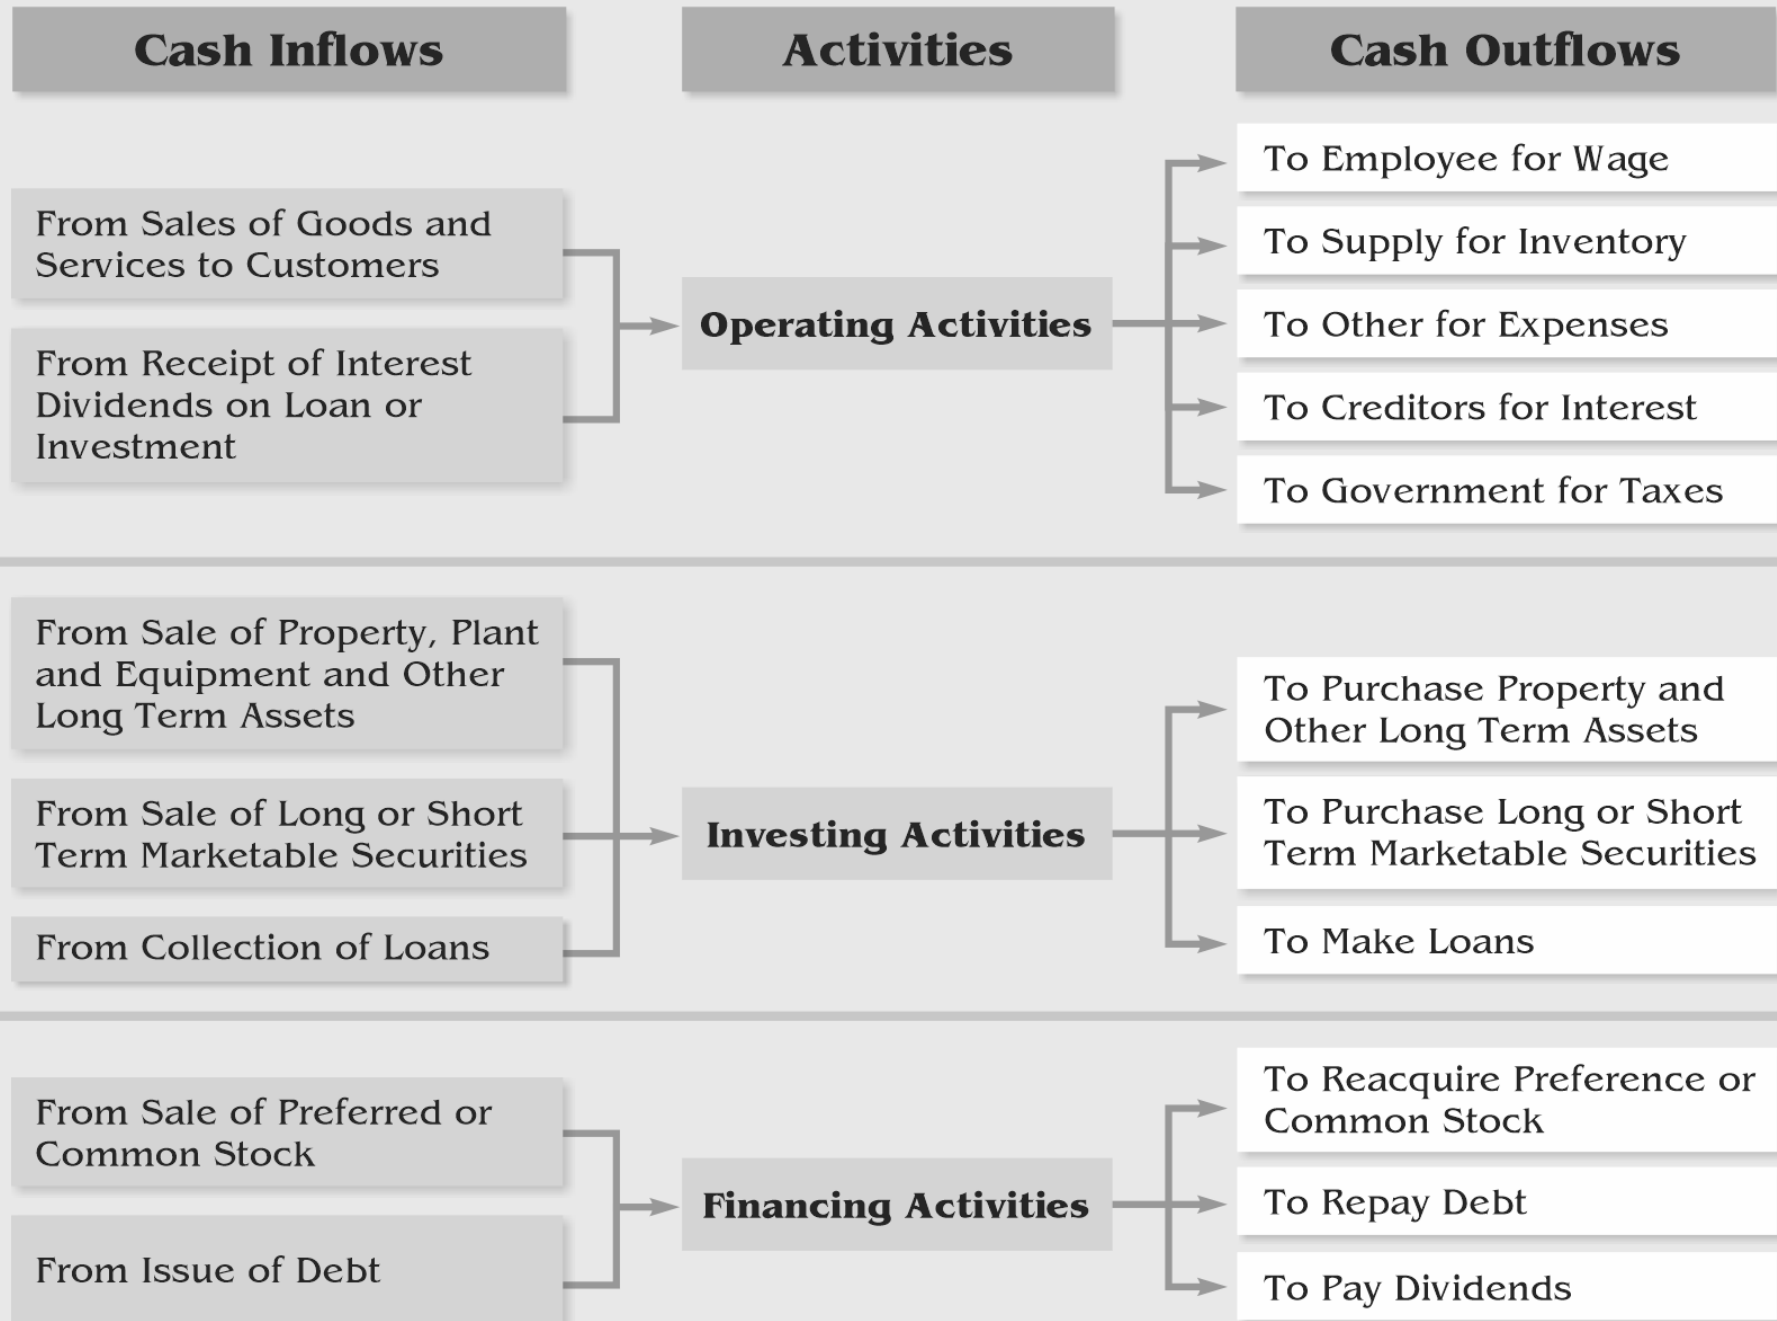 Cash Inflows
Activities
Cash Outflows
From Sales of Goods and
Services to Customers
From Receipt of Interest
Dividends on Loan or
Investment
Operating Activities
To Employee for Wage
To Supply for Inventory
To Other for Expenses
To Creditors for Interest
To Government for Taxes
From Sale of Property, Plant
and Equipment and Other
Long Term Assets
From Sale of Long or Short
Term Marketable Securities
From Collection of Loans
Investing Activities
To Purchase Property and
Other Long Term Assets
To Purchase Long or Short
Term Marketable Securities
To Make Loans
From Sale of Preferred or
Common Stock
From Issue of Debt
Financing Activities
To Reacquire Preference or
Common Stock
To Repay Debt
To Pay Dividends